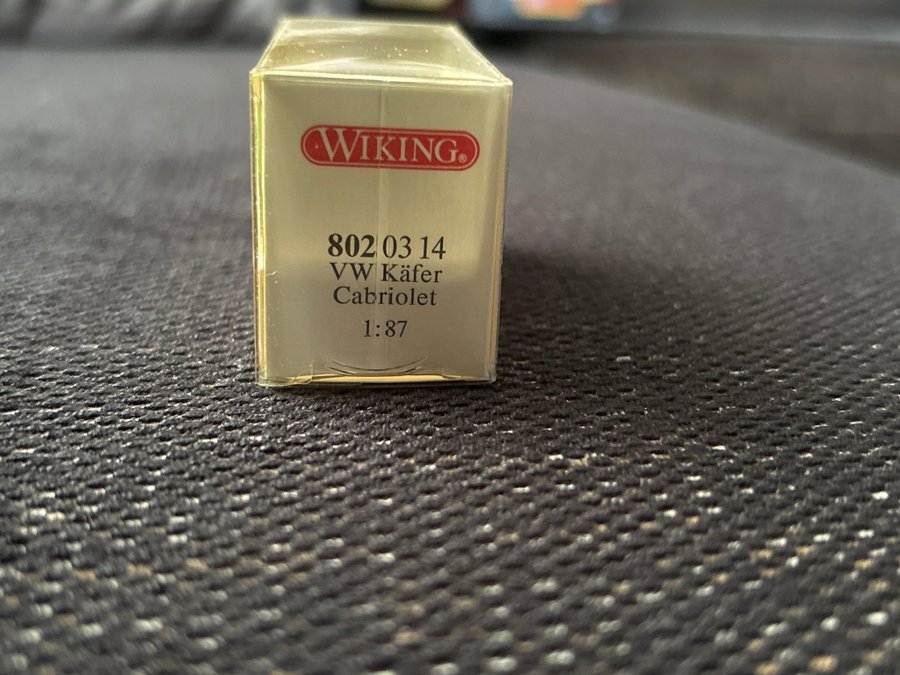 WIKING®
802 03 14
VW Käfer
Cabriolet
1:87